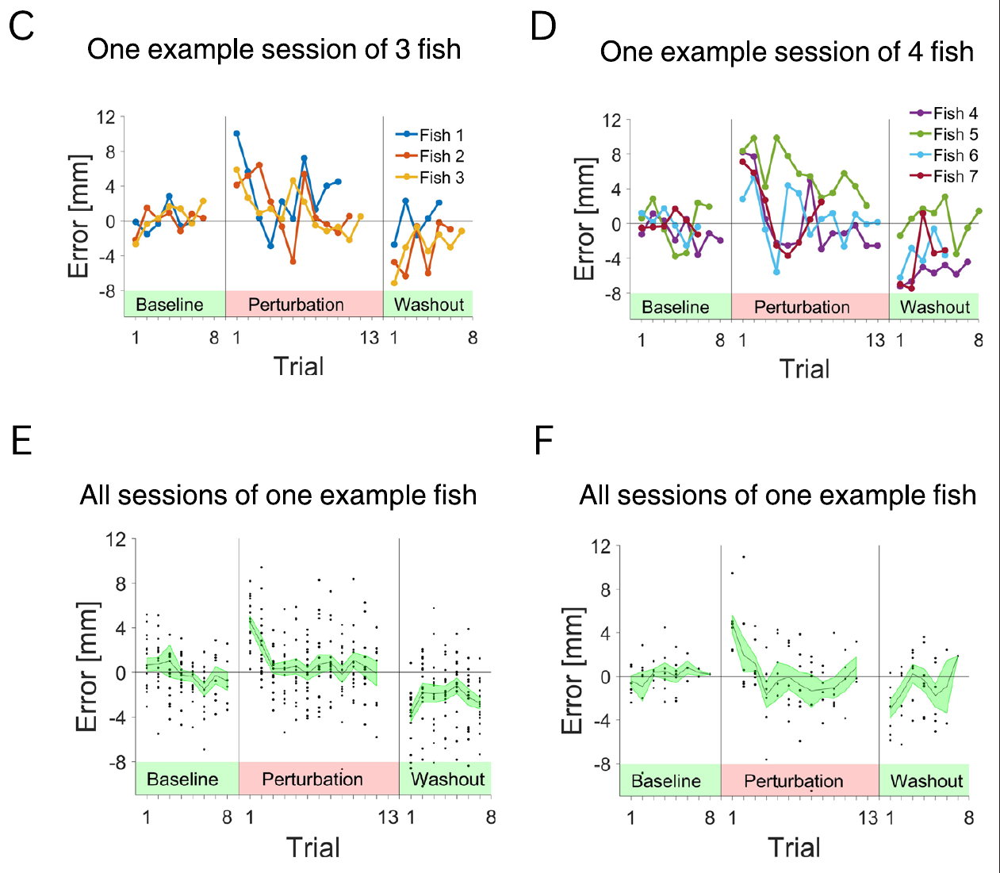 C
One example session of 3 fish
12
8
4
0
-4
-8
Error [mm]
Fish 1
Fish 2
Fish 3
Baseline
Perturbation
Washout
1 8 1 13 1 8
Trial
D
One example session of 4 fish
12
8
4
0
-4
-8
Error [mm]
Fish 4
Fish 5
Fish 6
Fish 7
Baseline
Perturbation
Washout
1 8 1 13 1 8
Trial
E
All sessions of one example fish
12
8
4
0
-4
-8
Error [mm]
Baseline
Perturbation
Washout
1 8 1 13 1 8
Trial
F
All sessions of one example fish
12
8
4
0
-4
-8
Error [mm]
Baseline
Perturbation
Washout
1 8 1 13 1 8
Trial